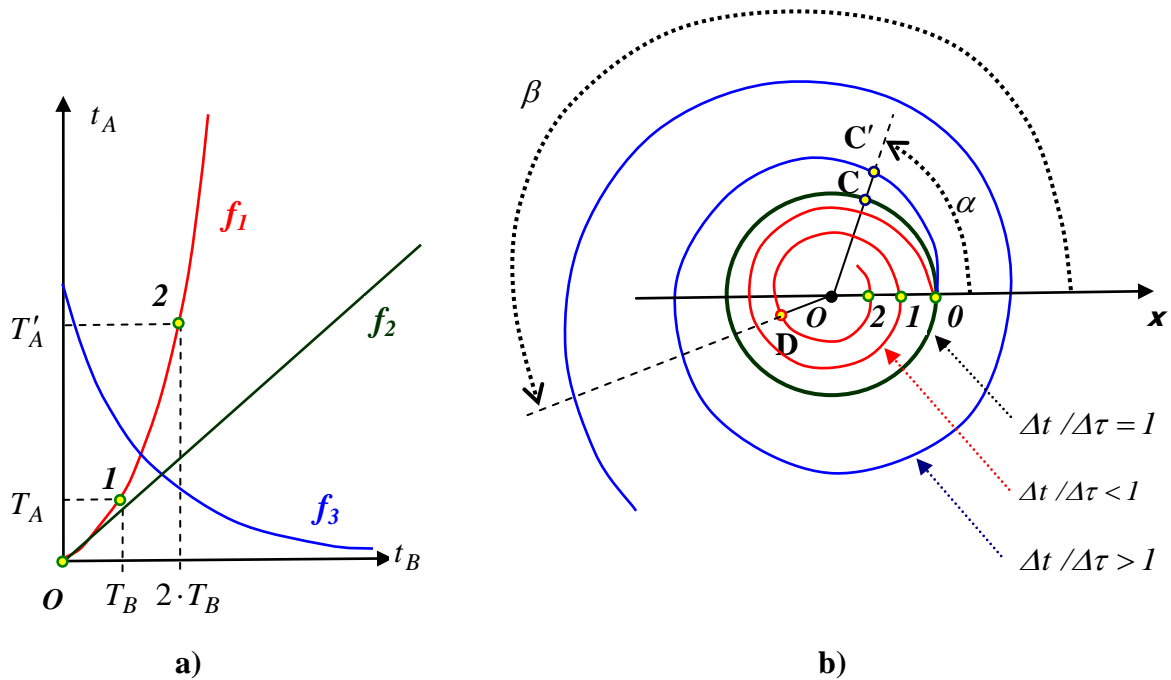 t_A
f_1
2
f_2
T′_A
1
T_A
f_3
t_B
O
T_B
2·T_B
a)
β
C′
C
α
O
2
1
0
x
D
Δt /Δτ = 1
Δt /Δτ < 1
Δt /Δτ > 1
b)